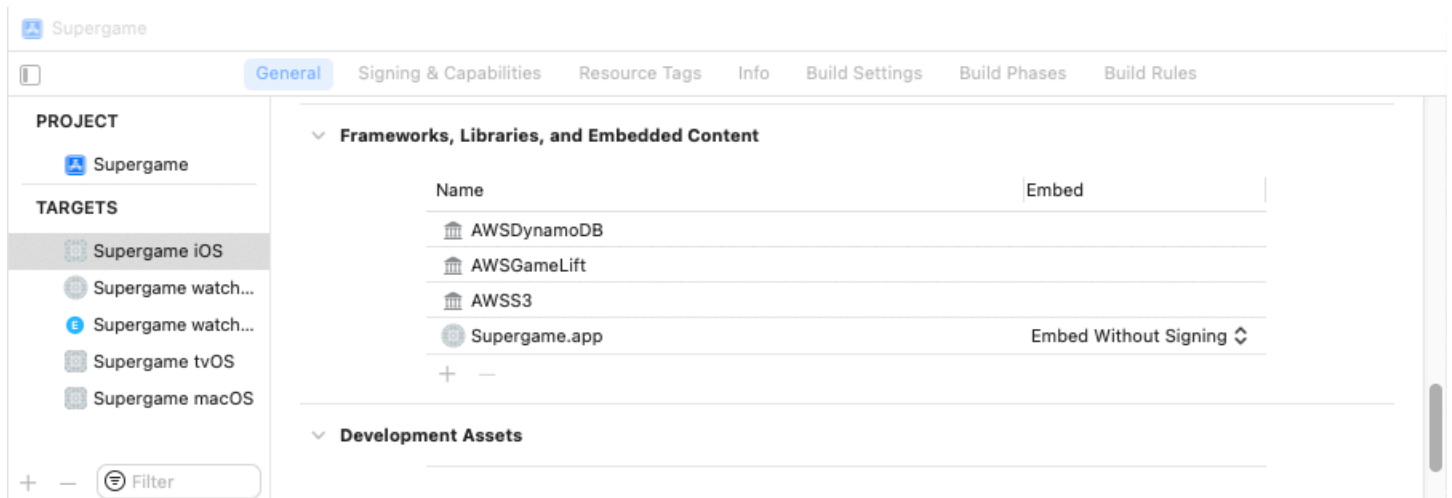 Supergame
General Signing & Capabilities Resource Tags Info Build Settings Build Phases Build Rules
PROJECT
Supergame
TARGETS
Supergame iOS
Supergame watch...
E Supergame watch...
Supergame tvOS
Supergame macOS
Filter
Frameworks, Libraries, and Embedded Content
Name Embed
AWSDynamoDB
AWSGameLift
AWSS3
Supergame.app Embed Without Signing
Development Assets